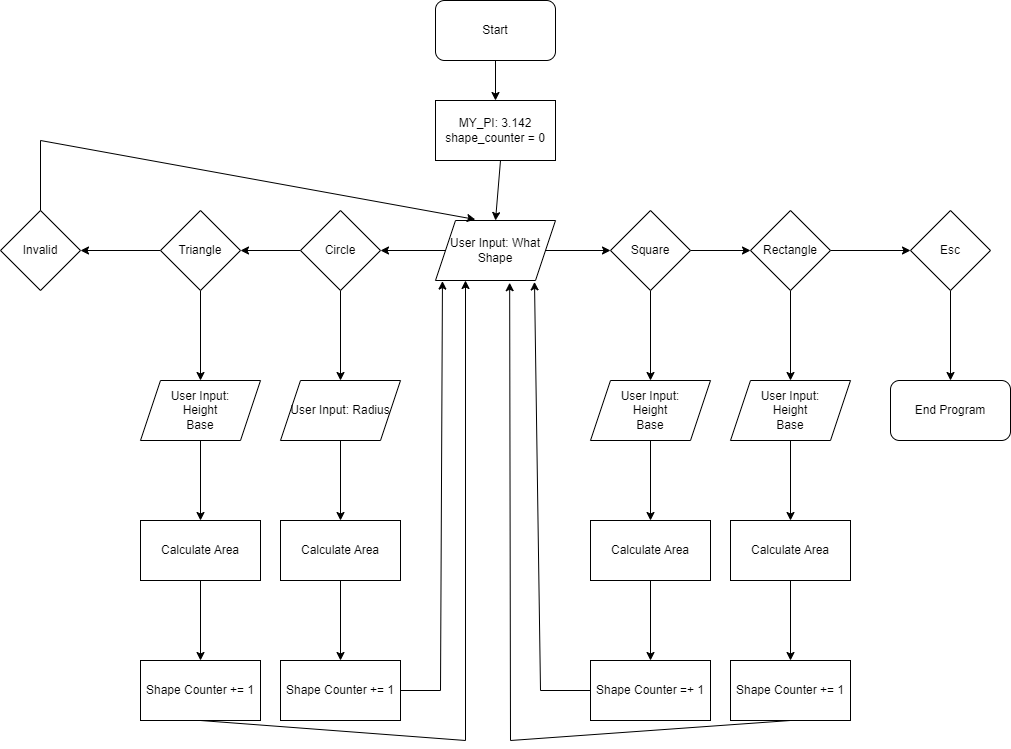 Start
MY_PI: 3.142
shape_counter = 0
User Input: What
Shape
Invalid
Triangle
Circle
Square
Rectangle
Esc
User Input:
Height
Base
User Input: Radius
User Input:
Height
Base
User Input:
Height
Base
End Program
Calculate Area
Calculate Area
Calculate Area
Calculate Area
Shape Counter += 1
Shape Counter += 1
Shape Counter =+ 1
Shape Counter += 1